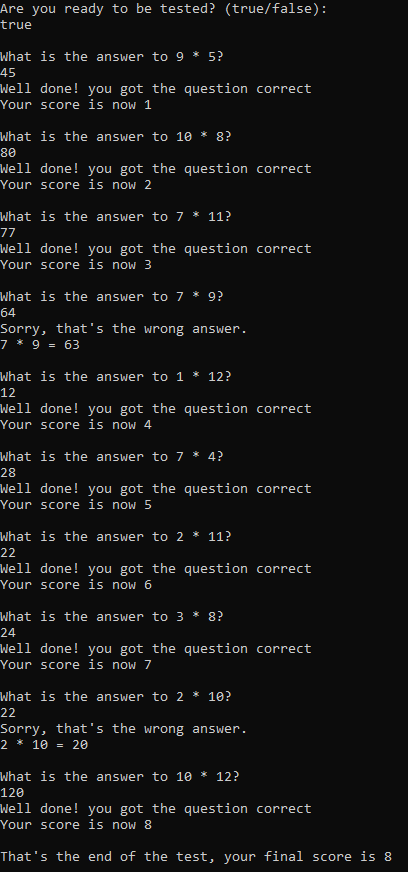 Are you ready to be tested? (true/false):
true
What is the answer to 9 * 5?
45
Well done! you got the question correct
Your score is now 1
What is the answer to 10 * 8?
80
Well done! you got the question correct
Your score is now 2
What is the answer to 7 * 11?
77
Well done! you got the question correct
Your score is now 3
What is the answer to 7 * 9?
64
Sorry, that's the wrong answer.
7 * 9 = 63
What is the answer to 1 * 12?
12
Well done! you got the question correct
Your score is now 4
What is the answer to 7 * 4?
28
Well done! you got the question correct
Your score is now 5
What is the answer to 2 * 11?
22
Well done! you got the question correct
Your score is now 6
What is the answer to 3 * 8?
24
Well done! you got the question correct
Your score is now 7
What is the answer to 2 * 10?
22
Sorry, that's the wrong answer.
2 * 10 = 20
What is the answer to 10 * 12?
120
Well done! you got the question correct
Your score is now 8
That's the end of the test, your final score is 8